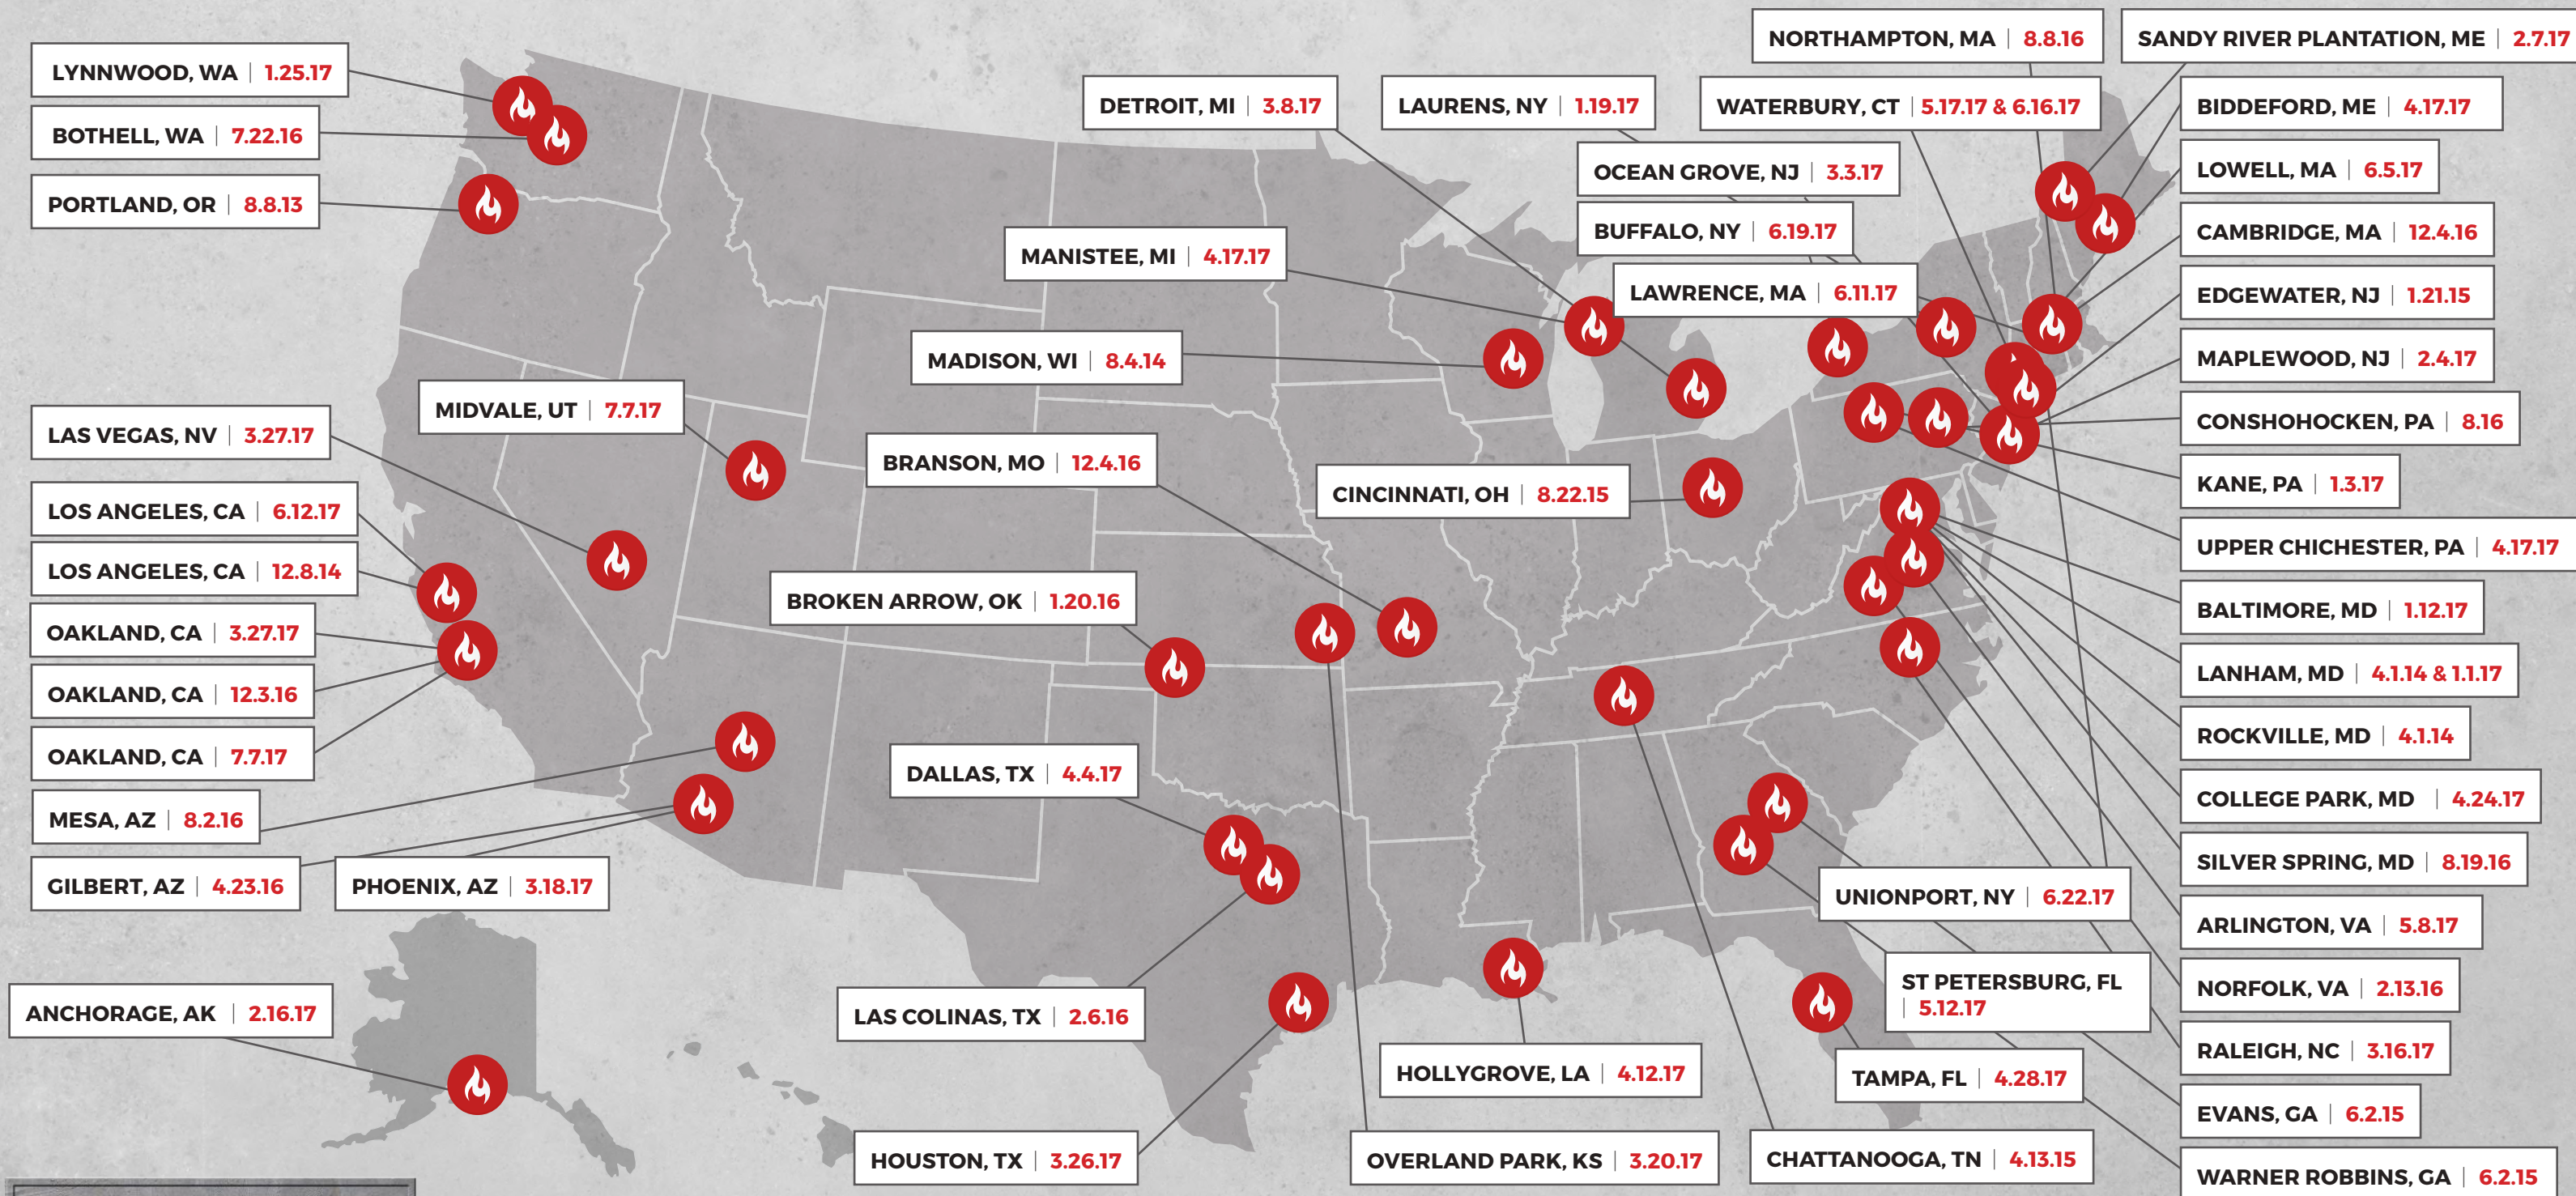 NORTHAMPTON, MA | 8.8.16
SANDY RIVER PLANTATION, ME | 2.7.17
LYNNWOOD, WA | 1.25.17
DETROIT, MI | 3.8.17
LAURENS, NY | 1.19.17
WATERBURY, CT | 5.17.17 & 6.16.17
BIDDEFORD, ME | 4.17.17
BOTHELL, WA | 7.22.16
OCEAN GROVE, NJ | 3.3.17
LOWELL, MA | 6.5.17
PORTLAND, OR | 8.8.13
BUFFALO, NY | 6.19.17
CAMBRIDGE, MA | 12.4.16
MANISTEE, MI | 4.17.17
LAWRENCE, MA | 6.11.17
EDGEWATER, NJ | 1.21.15
MADISON, WI | 8.4.14
MAPLEWOOD, NJ | 2.4.17
MIDVALE, UT | 7.7.17
CONSHOHOCKEN, PA | 8.16
LAS VEGAS, NV | 3.27.17
BRANSON, MO | 12.4.16
KANE, PA | 1.3.17
CINCINNATI, OH | 8.22.15
LOS ANGELES, CA | 6.12.17
UPPER CHICHESTER, PA | 4.17.17
LOS ANGELES, CA | 12.8.14
BROKEN ARROW, OK | 1.20.16
BALTIMORE, MD | 1.12.17
OAKLAND, CA | 3.27.17
LANHAM, MD | 4.1.14 & 1.1.17
OAKLAND, CA | 12.3.16
ROCKVILLE, MD | 4.1.14
OAKLAND, CA | 7.7.17
DALLAS, TX | 4.4.17
COLLEGE PARK, MD | 4.24.17
MESA, AZ | 8.2.16
SILVER SPRING, MD | 8.19.16
GILBERT, AZ | 4.23.16
PHOENIX, AZ | 3.18.17
UNIONPORT, NY | 6.22.17
ARLINGTON, VA | 5.8.17
ST PETERSBURG, FL
| 5.12.17
NORFOLK, VA | 2.13.16
ANCHORAGE, AK | 2.16.17
LAS COLINAS, TX | 2.6.16
RALEIGH, NC | 3.16.17
HOLLYGROVE, LA | 4.12.17
TAMPA, FL | 4.28.17
EVANS, GA | 6.2.15
HOUSTON, TX | 3.26.17
OVERLAND PARK, KS | 3.20.17
CHATTANOOGA, TN | 4.13.15
WARNER ROBBINS, GA | 6.2.15